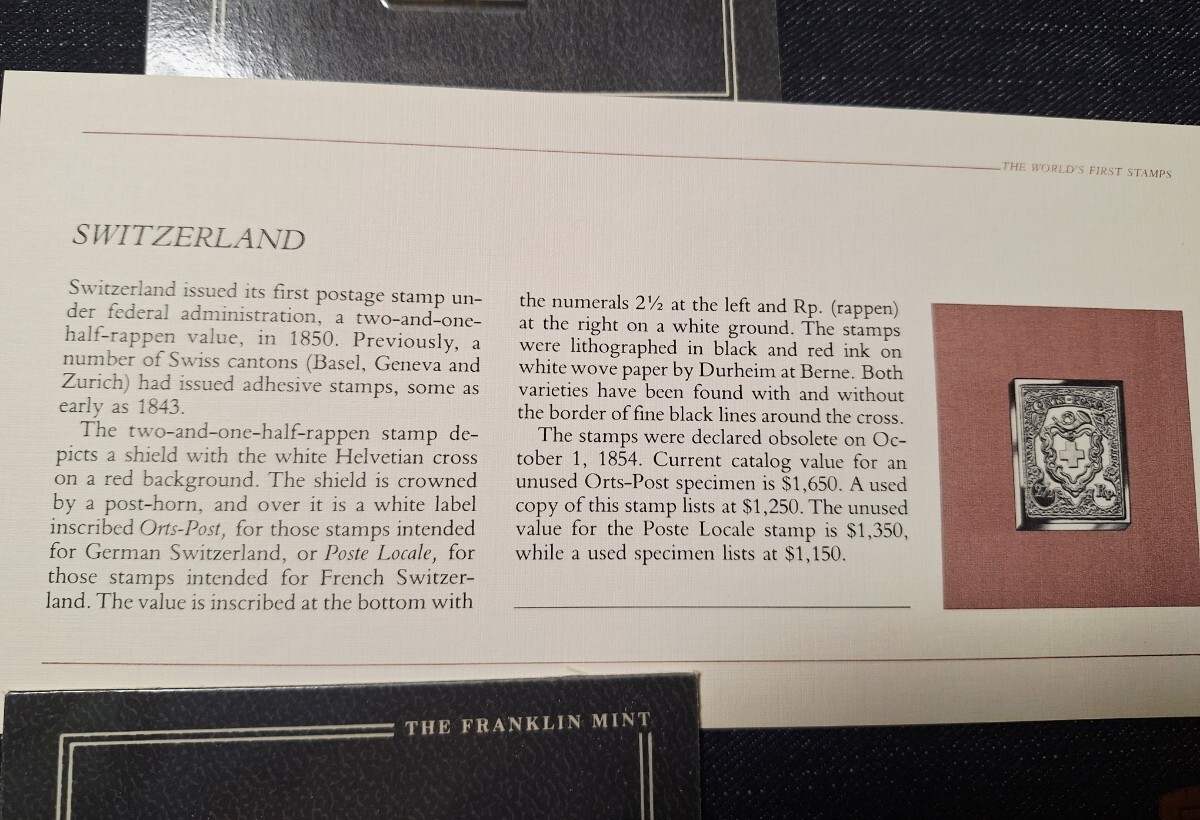 THE WORLD'S FIRST STAMPS
SWITZERLAND
Switzerland issued its first postage stamp un-
der federal administration, a two-and-one-
half-rappen value, in 1850. Previously, a
number of Swiss cantons (Basel, Geneva and
Zurich) had issued adhesive stamps, some as
early as 1843.
The two-and-one-half-rappen stamp de-
picts a shield with the white Helvetian cross
on a red background. The shield is crowned
by a post-horn, and over it is a white label
inscribed Orts-Post, for those stamps intended
for German Switzerland, or Poste Locale, for
those stamps intended for French Switzer-
land. The value is inscribed at the bottom with
the numerals 2½ at the left and Rp. (rappen)
at the right on a white ground. The stamps
were lithographed in black and red ink on
white wove paper by Durheim at Berne. Both
varieties have been found with and without
the border of fine black lines around the cross.
The stamps were declared obsolete on Oc-
tober 1, 1854. Current catalog value for an
unused Orts-Post specimen is $1,650. A used
copy of this stamp lists at $1,250. The unused
value for the Poste Locale stamp is $1,350,
while a used specimen lists at $1,150.
ORTS-POST
Rp.
THE FRANKLIN MINT